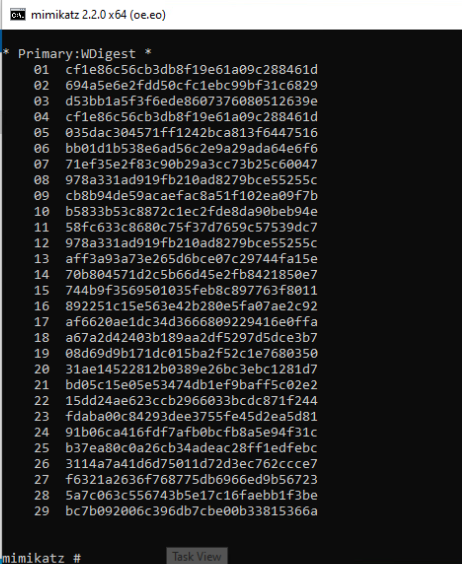 mimikatz 2.2.0 x64 (oe.eo)
* Primary:WDigest *
01 cf1e86c56cb3db8f19e61a09c288461d
02 694a5e6e2fdd50cfc1ebc99bf31c6829
03 d53bb1a5f3f6ede8607376080512639e
04 cf1e86c56cb3db8f19e61a09c288461d
05 035dac304571ff1242bca813f6447516
06 bb01d1b538e6ad56c2e9a29ada64e6f6
07 71ef35e2f83c90b29a3cc73b25c60047
08 978a331ad919fb210ad8279bce55255c
09 cb8b94de59acaefac8a51f102ea09f7b
10 b5833b53c8872c1ec2fde8da90beb94e
11 58fc633c8680c75f37d7659c57539dc7
12 978a331ad919fb210ad8279bce55255c
13 aff3a93a73e265d6bce07c29744fa15e
14 70b804571d2c5b66d45e2fb8421850e7
15 744b9f3569501035feb8c897763f8011
16 892251c15e563e42b280e5fa07ae2c92
17 af6620ae1dc34d3666809229416e0ffa
18 a67a2d42403b189aa2df5297d5dce3b7
19 08d69d9b171dc015ba2f52c1e7680350
20 31ae14522812b0389e26bc3ebc1281d7
21 bd05c15e05e53474db1ef9baff5c02e2
22 15dd24ae623ccb2966033bcdc871f244
23 fdaba00c84293dee3755fe45d2ea5d81
24 91b06ca416fdf7afb0bcfb8a5e94f31c
25 b37ea80c0a26cb34adeac28ff1edfebc
26 3114a7a41d6d75011d72d3ec762ccce7
27 f6321a2636f768775db6966ed9b56723
28 5a7c063c556743b5e17c16faebb1f3be
29 bc7b092006c396db7cbe00b33815366a
mimikatz #
Task View